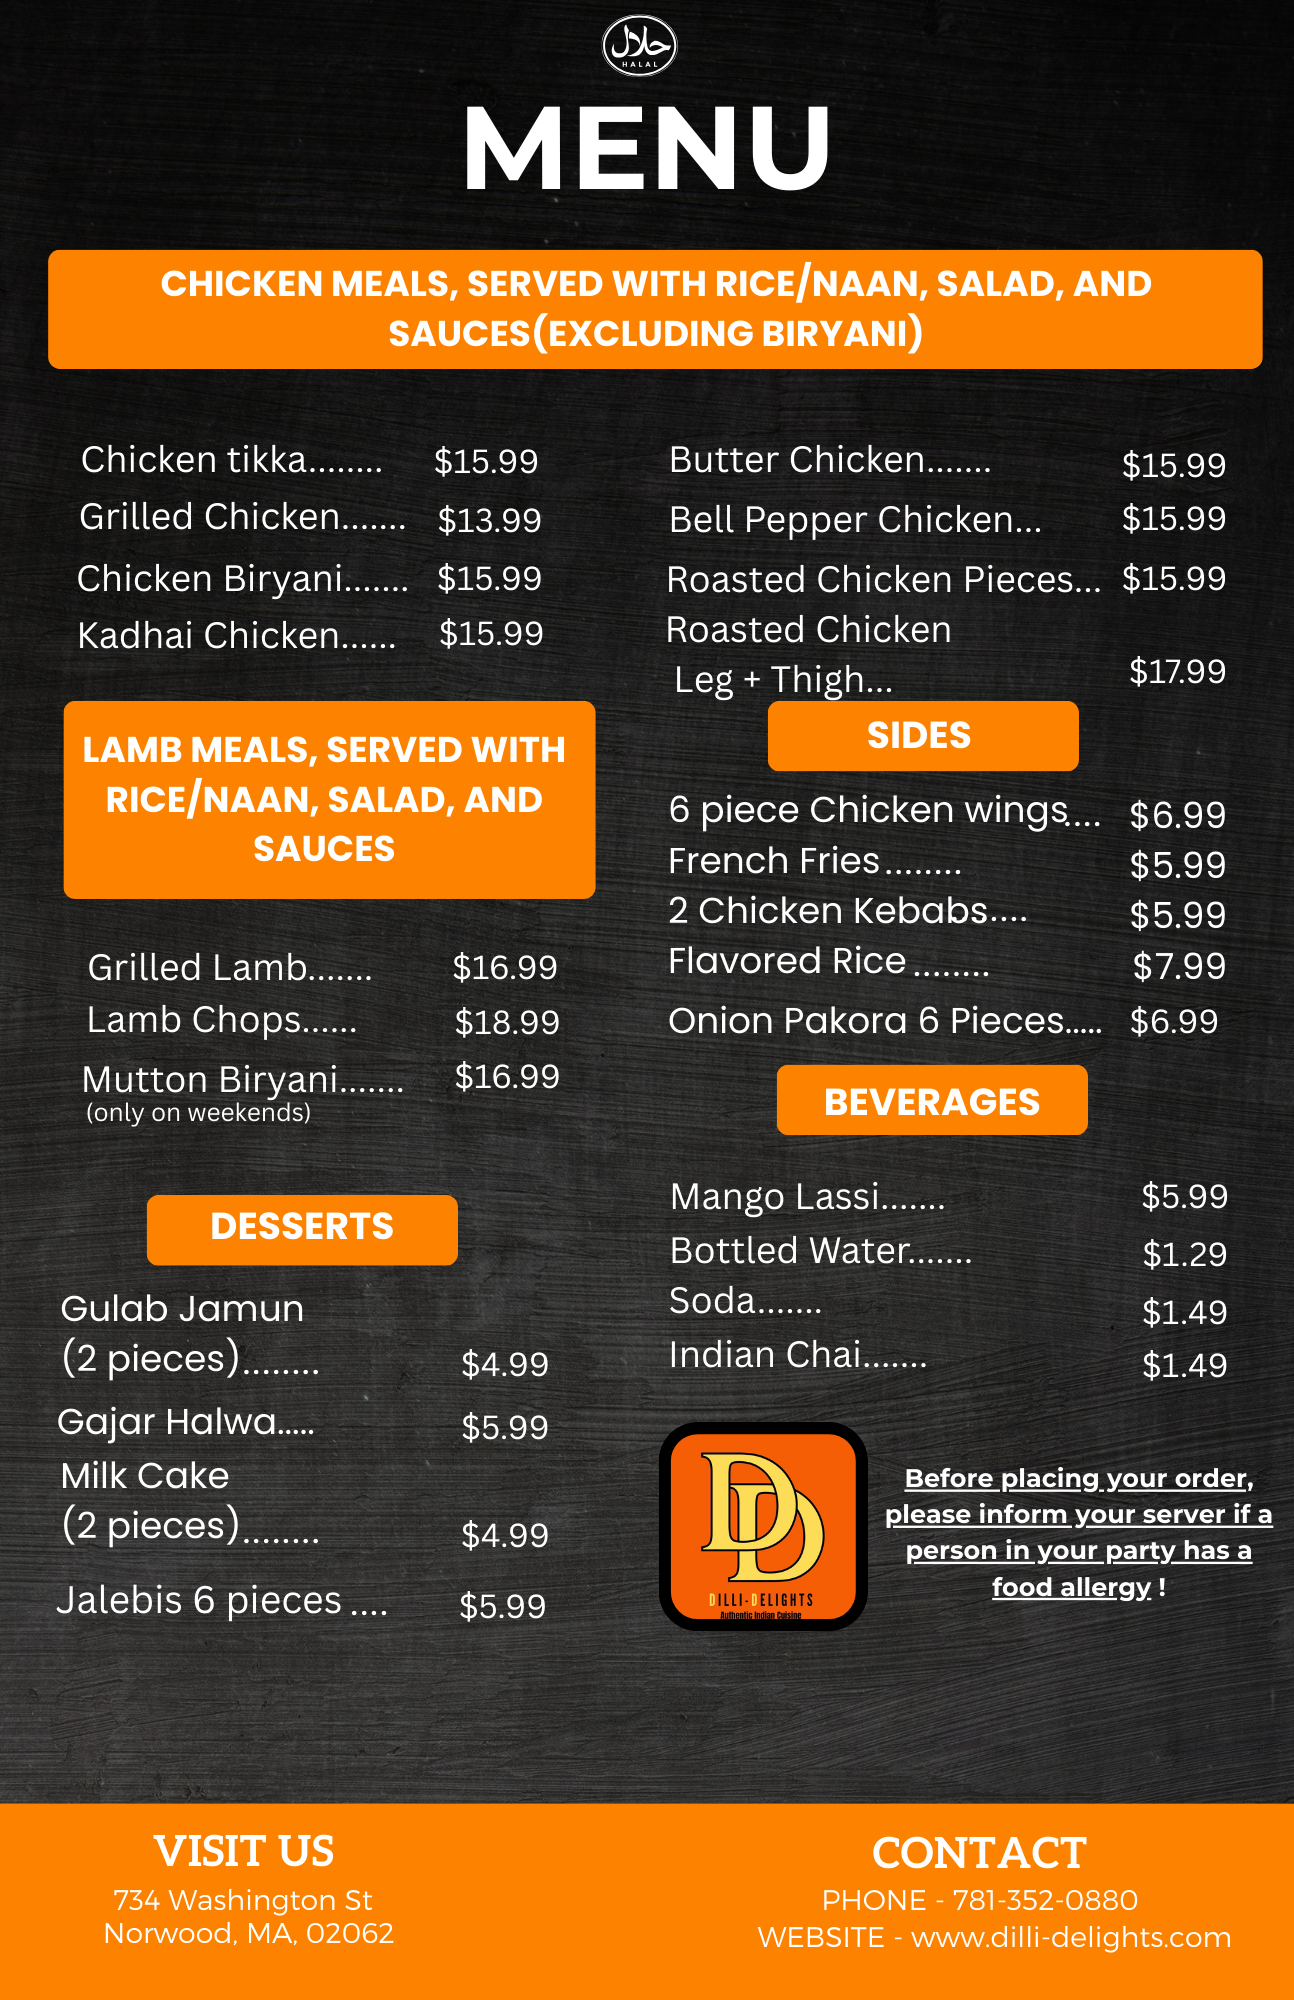 حلال
HALAL
MENU
CHICKEN MEALS, SERVED WITH RICE/NAAN, SALAD, AND
SAUCES(EXCLUDING BIRYANI)
Chicken tikka........ $15.99
Grilled Chicken....... $13.99
Chicken Biryani....... $15.99
Kadhai Chicken...... $15.99
Butter Chicken....... $15.99
Bell Pepper Chicken... $15.99
Roasted Chicken Pieces... $15.99
Roasted Chicken
Leg + Thigh... $17.99
LAMB MEALS, SERVED WITH
RICE/NAAN, SALAD, AND
SAUCES
Grilled Lamb....... $16.99
Lamb Chops...... $18.99
Mutton Biryani....... $16.99
(only on weekends)
DESSERTS
Gulab Jamun
(2 pieces)........ $4.99
Gajar Halwa..... $5.99
Milk Cake
(2 pieces)........ $4.99
Jalebis 6 pieces .... $5.99
SIDES
6 piece Chicken wings.... $6.99
French Fries........ $5.99
2 Chicken Kebabs.... $5.99
Flavored Rice........ $7.99
Onion Pakora 6 Pieces..... $6.99
BEVERAGES
Mango Lassi....... $5.99
Bottled Water....... $1.29
Soda....... $1.49
Indian Chai....... $1.49
DD
DILLI-DELIGHTS
Authentic Indian Cuisine
Before placing your order,
please inform your server if a
person in your party has a
food allergy !
VISIT US
734 Washington St
Norwood, MA, 02062
CONTACT
PHONE - 781-352-0880
WEBSITE - www.dilli-delights.com